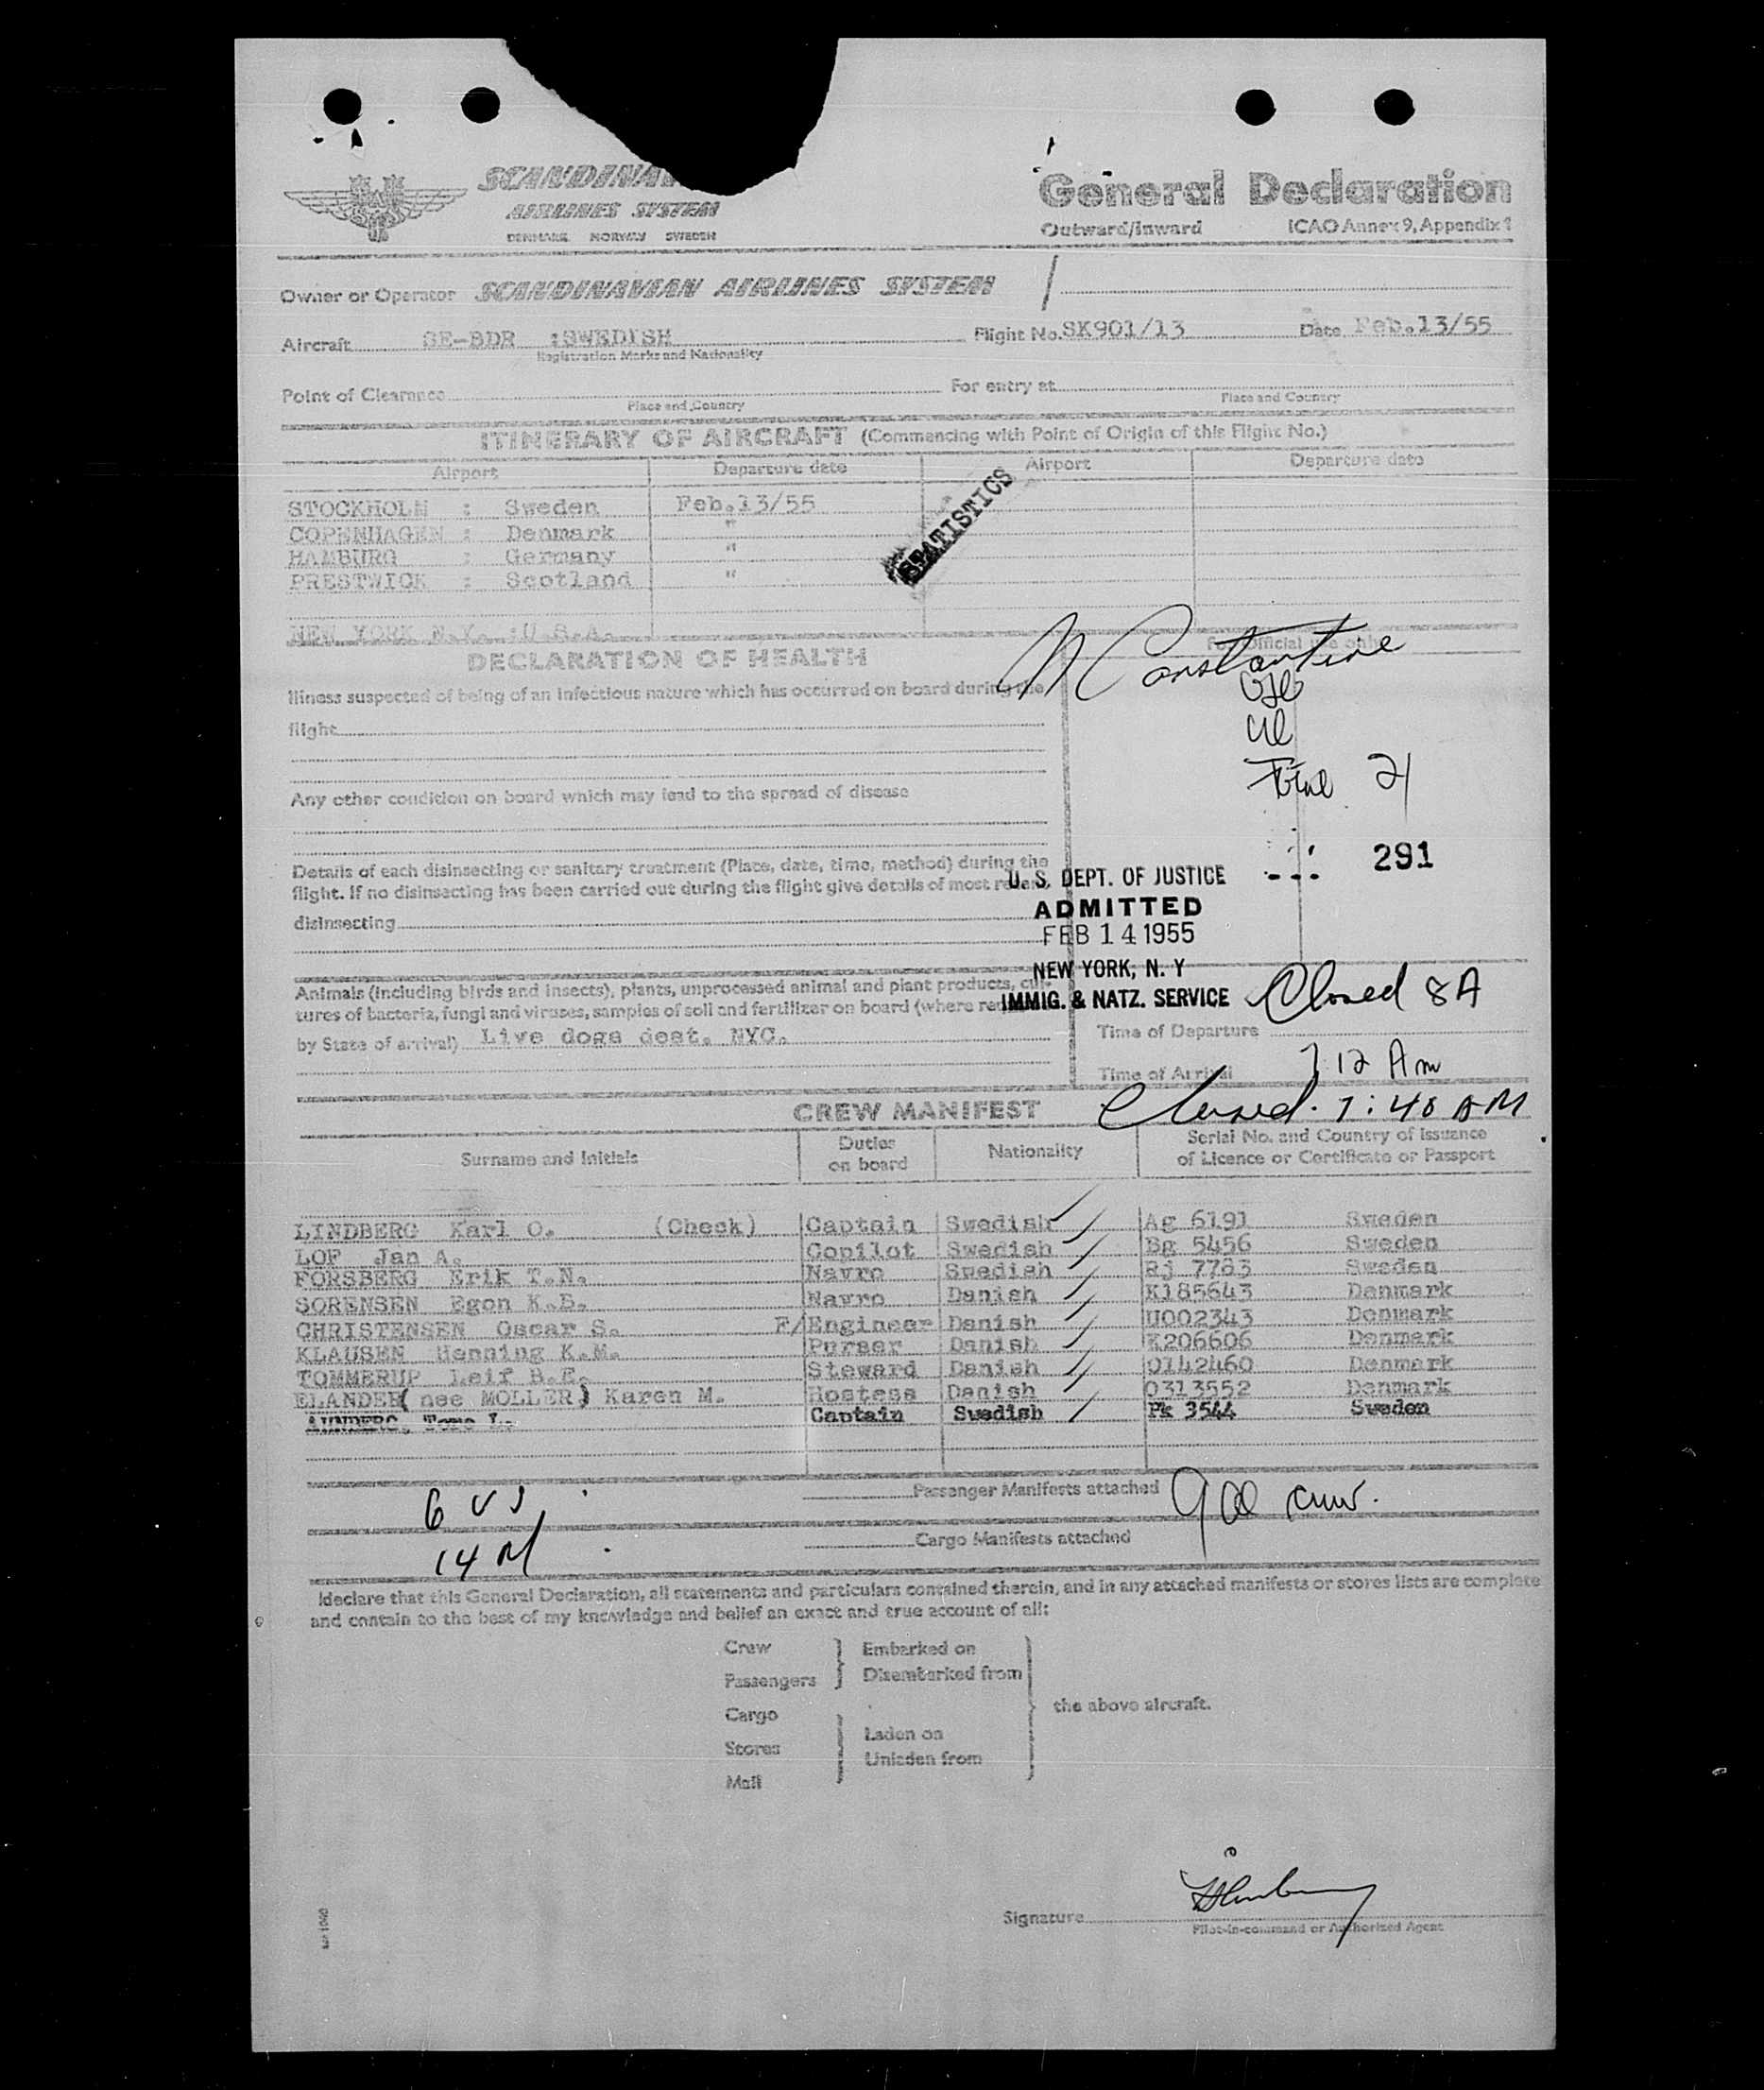 SCANDINA
AIRLINES SYSTEM
DENMARK NORWAY SWEDEN
General Declaration
Outward/Inward ICAO Annex 9, Appendix 1
Owner or Operator SCANDINAVIAN AIRLINES SYSTEM
Aircraft SE-BDR :SWEDISH Flight No. SK901/13 Date Feb.13/55
Registration Marks and Nationality
Point of Clearance For entry at
Place and Country Place and Country
ITINERARY OF AIRCRAFT (Commencing with Point of Origin of this Flight No.)
Airport Departure date Airport Departure date
STOCKHOLM : Sweden Feb.13/55
COPENHAGEN : Denmark "
HAMBURG : Germany "
PRESTWICK : Scotland "
STATISTICS
NEW YORK N.Y. :U.S.A.
DECLARATION OF HEALTH
For official use only
N Constantine
Illness suspected of being of an infectious nature which has occurred on board during the
flight
Total 21
Any other condition on board which may lead to the spread of disease
291
Details of each disinsecting or sanitary treatment (Place, date, time, method) during the
flight. If no disinsecting has been carried out during the flight give details of most recent
disinsecting
U. S. DEPT. OF JUSTICE
ADMITTED
FEB 14 1955
NEW YORK, N. Y
IMMIG. & NATZ. SERVICE
Closed 8 A
Animals (including birds and insects), plants, unprocessed animal and plant products, cul-
tures of bacteria, fungi and viruses, samples of soil and fertilizer on board (where
by State of arrival) Live dogs dest. NYC.
Time of Departure
Time of Arrival 7 12 Am
CREW MANIFEST
Closed. 7:40 AM
Surname and Initials Duties on board Nationality Serial No. and Country of Issuance
of Licence or Certificate or Passport
LINDBERG Karl O. (Check) Captain Swedish Ag 6191 Sweden
LOF Jan A. Copilot Swedish Bg 5456 Sweden
FORSBERG Erik T.N. Navro Swedish Rj 7783 Sweden
SORENSEN Egon K.B. Navro Danish K185643 Denmark
CHRISTENSEN Oscar S. F/Engineer Danish U002343 Denmark
KLAUSEN Henning K.M. Purser Danish K206606 Denmark
TOMMERUP Leif B.E. Steward Danish 0142460 Denmark
ELANDER( nee MOLLER) Karen M. Hostess Danish 0313552 Denmark
Captain Swedish Pk 3544 Sweden
Passenger Manifests attached
6 US
Cargo Manifests attached
14
I declare that this General Declaration, all statements and particulars contained therein, and in any attached manifests or stores lists are complete
and contain to the best of my knowledge and belief an exact and true account of all:
Crew Embarked on
Passengers Disembarked from
the above aircraft.
Cargo
Laden on
Stores
Unladen from
Mail
Signature
Pilot-in-command or Authorized Agent